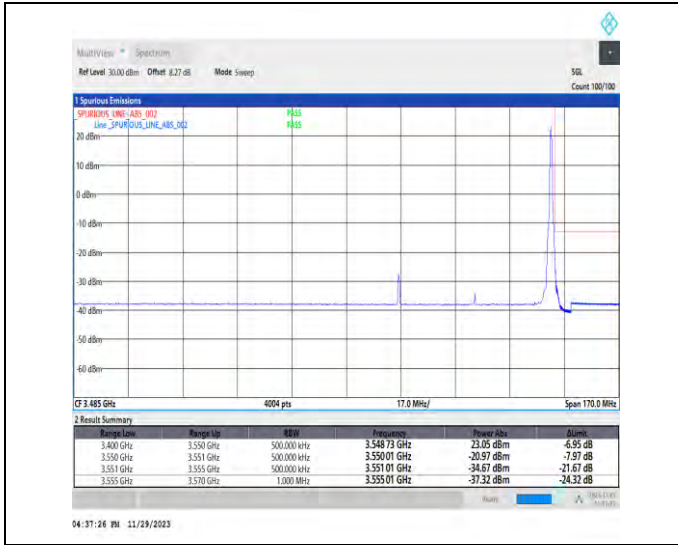 MultiView Spectrum
Ref Level 30.00 dBm Offset 8.27 dB Mode Sweep SGL
Count 100/100
1 Spurious Emissions
SPURIOUS_LINE_ABS_002 PASS
Line _SPURIOUS_LINE_ABS_002 PASS
20 dBm
10 dBm
0 dBm
-10 dBm
-20 dBm
-30 dBm
-40 dBm
-50 dBm
-60 dBm
CF 3.485 GHz 4004 pts 17.0 MHz/ Span 170.0 MHz
2 Result Summary
Range Low Range Up RBW Frequency Power Abs ΔLimit
3.400 GHz 3.550 GHz 500.000 kHz 3.548 73 GHz 23.05 dBm -6.95 dB
3.550 GHz 3.551 GHz 500.000 kHz 3.550 01 GHz -20.97 dBm -7.97 dB
3.551 GHz 3.555 GHz 500.000 kHz 3.551 01 GHz -34.67 dBm -21.67 dB
3.555 GHz 3.570 GHz 1.000 MHz 3.555 01 GHz -37.32 dBm -24.32 dB
Ready
04:37:26 PM 11/29/2023